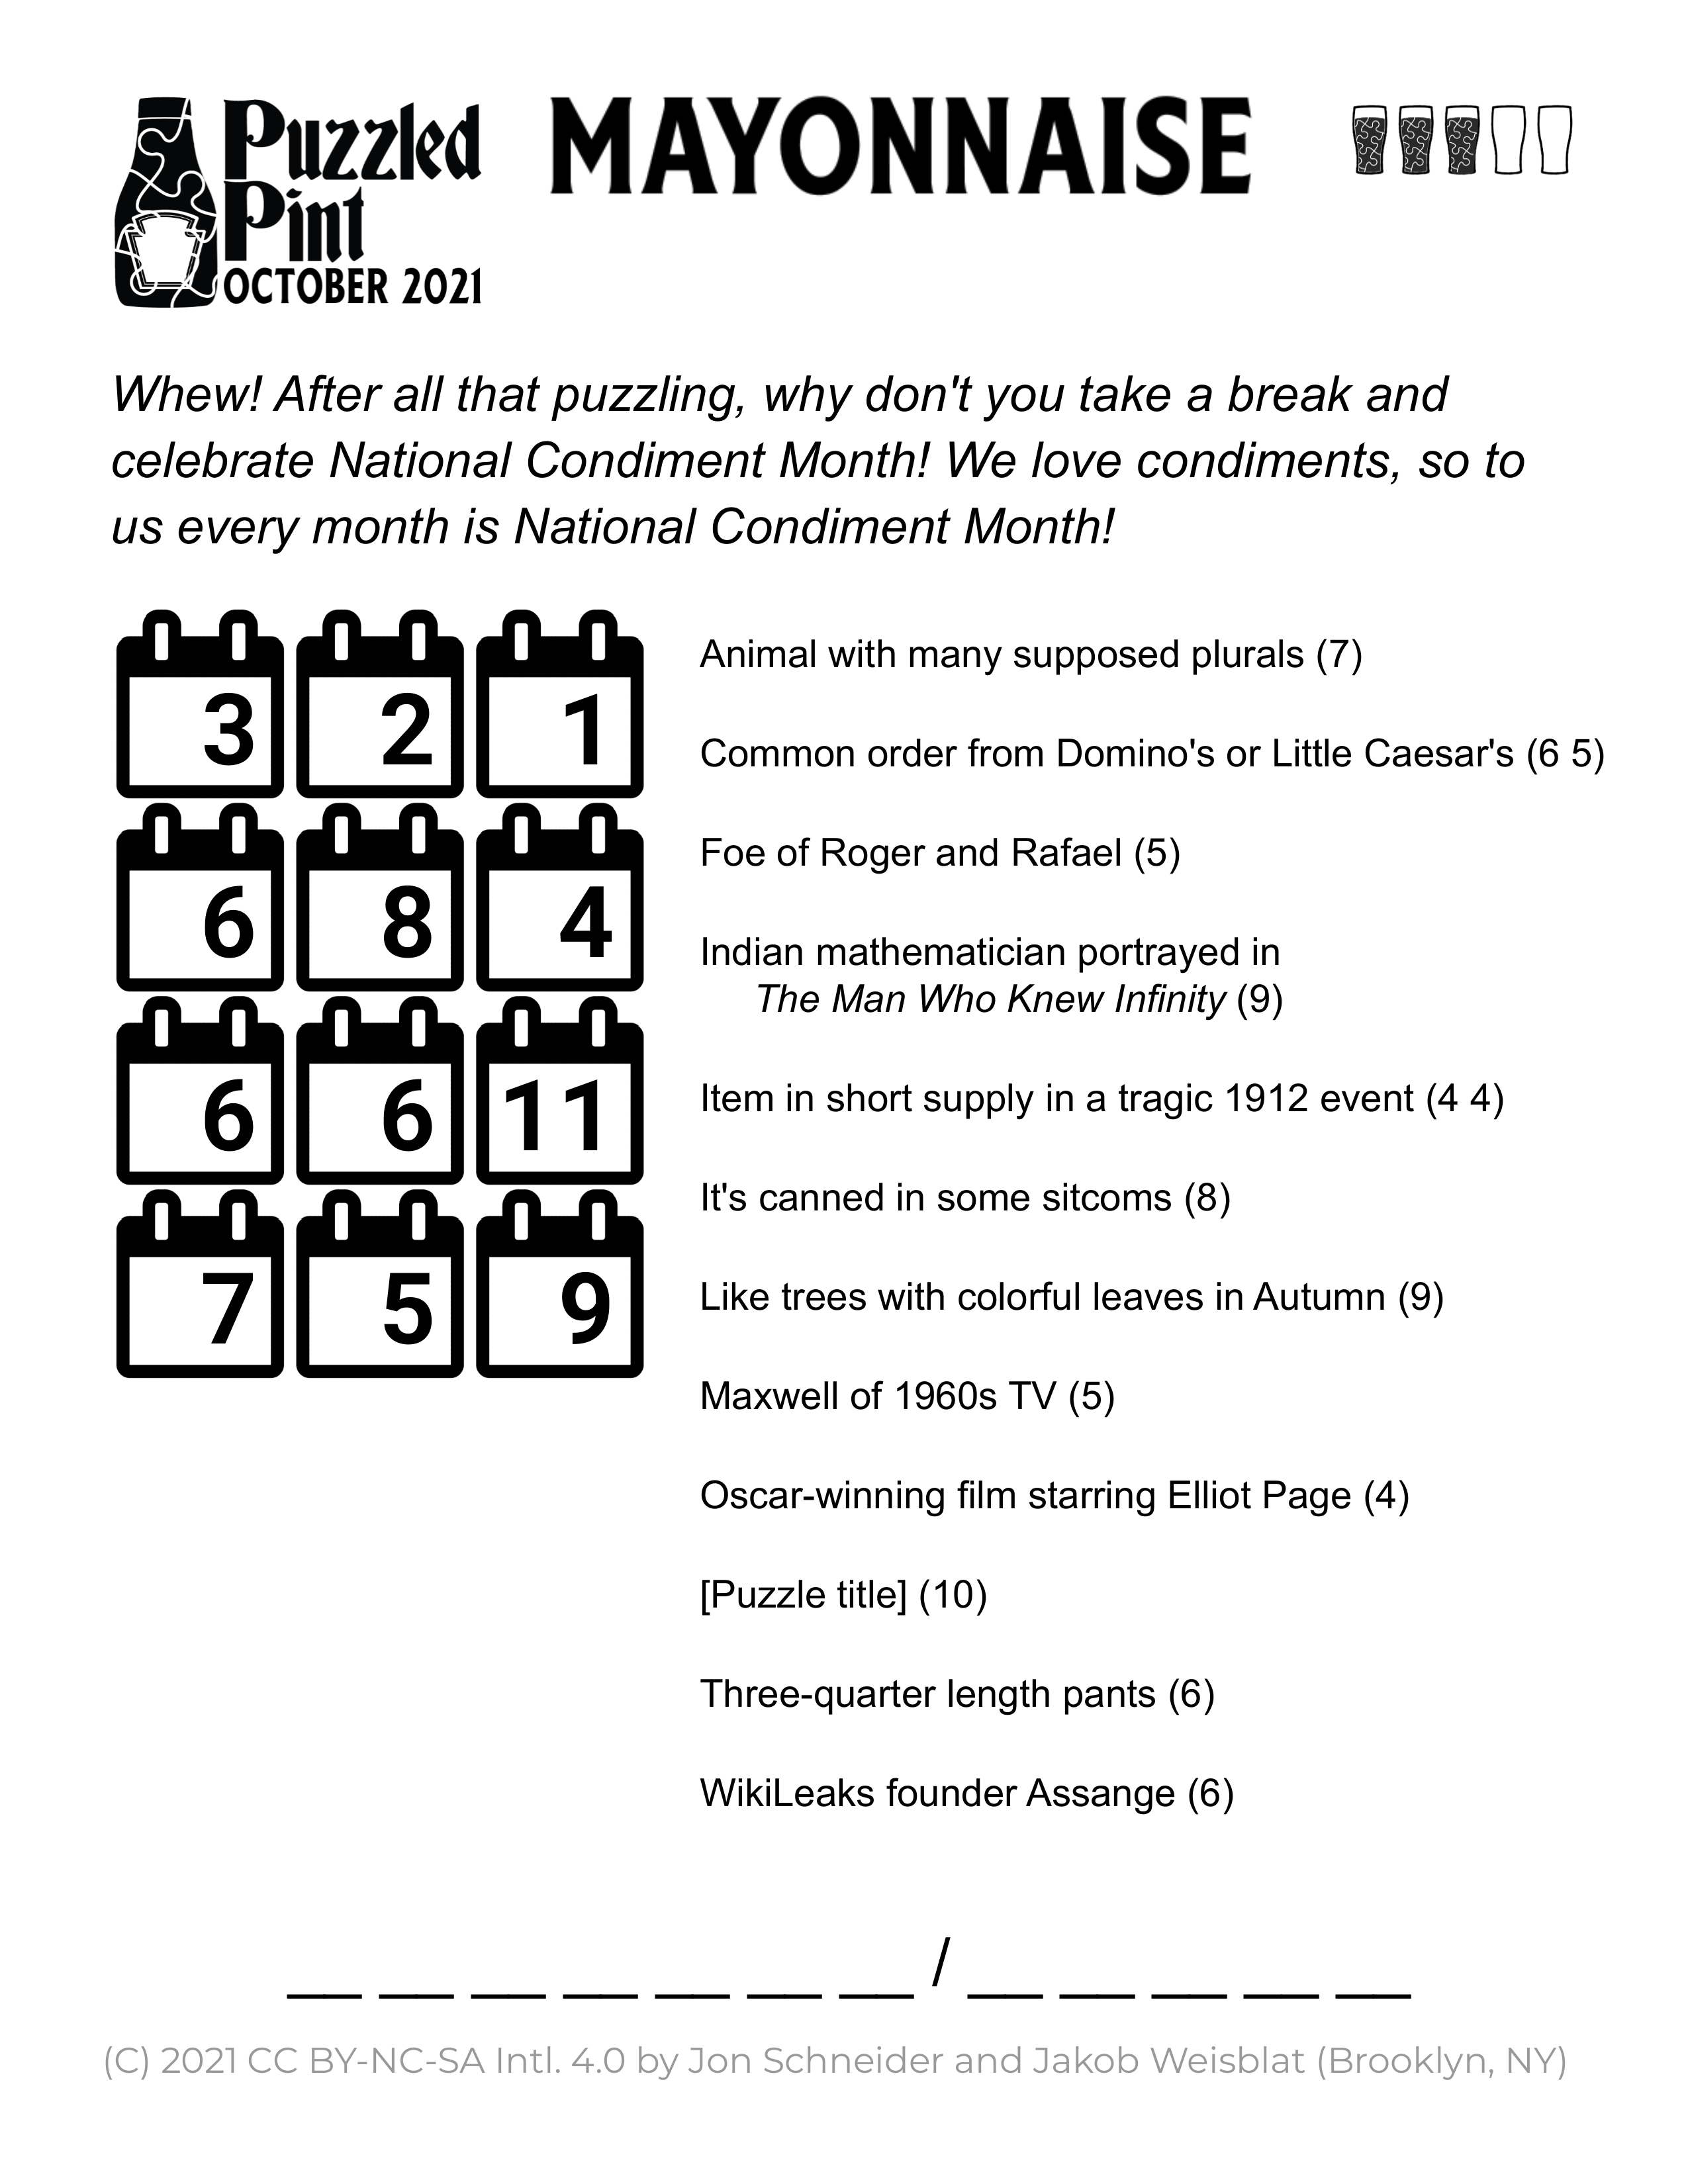 Puzzled
Pint
OCTOBER 2021
MAYONNAISE
Whew! After all that puzzling, why don't you take a break and
celebrate National Condiment Month! We love condiments, so to
us every month is National Condiment Month!
3 2 1
6 8 4
6 6 11
7 5 9
Animal with many supposed plurals (7)
Common order from Domino's or Little Caesar's (6 5)
Foe of Roger and Rafael (5)
Indian mathematician portrayed in
The Man Who Knew Infinity (9)
Item in short supply in a tragic 1912 event (4 4)
It's canned in some sitcoms (8)
Like trees with colorful leaves in Autumn (9)
Maxwell of 1960s TV (5)
Oscar-winning film starring Elliot Page (4)
[Puzzle title] (10)
Three-quarter length pants (6)
WikiLeaks founder Assange (6)
__ __ __ __ __ __ __ / __ __ __ __ __
(C) 2021 CC BY-NC-SA Intl. 4.0 by Jon Schneider and Jakob Weisblat (Brooklyn, NY)